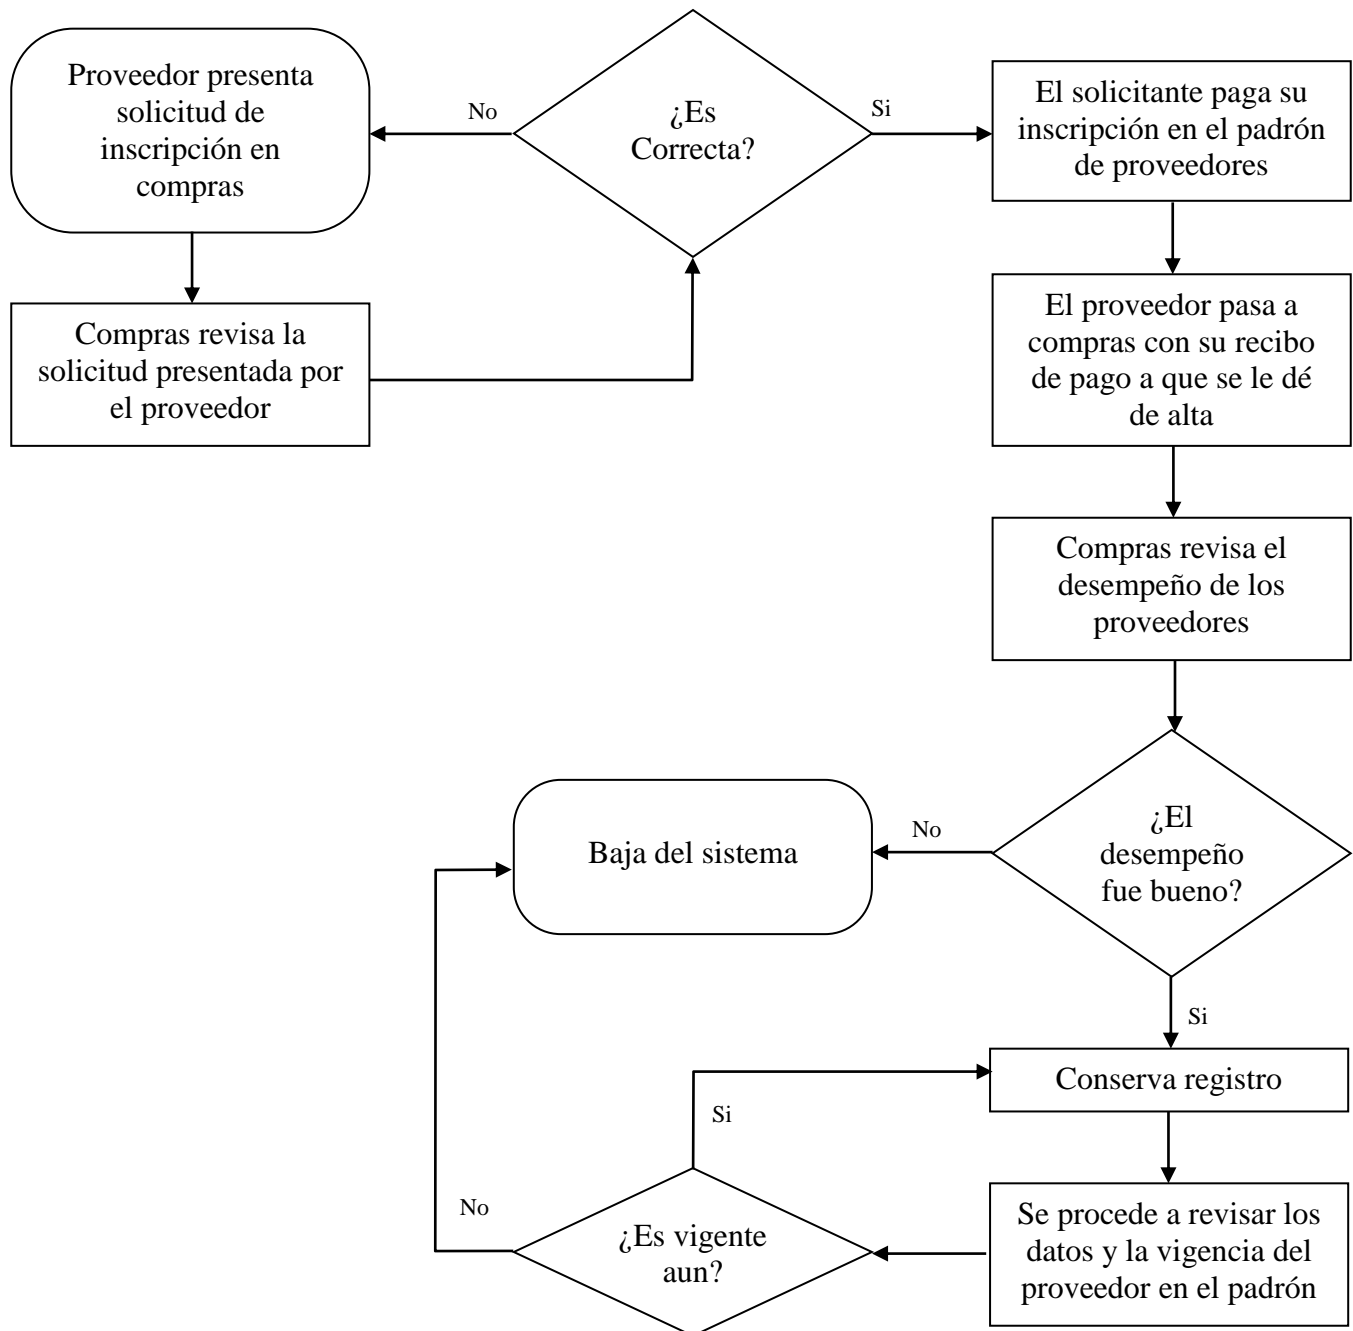 Proveedor presenta
solicitud de
inscripción en
compras
No
¿Es
Correcta?
Si
El solicitante paga su
inscripción en el padrón
de proveedores
Compras revisa la
solicitud presentada por
el proveedor
El proveedor pasa a
compras con su recibo
de pago a que se le dé
de alta
Compras revisa el
desempeño de los
proveedores
¿El
desempeño
fue bueno?
No
Baja del sistema
Si
Conserva registro
Si
No
¿Es vigente
aun?
Se procede a revisar los
datos y la vigencia del
proveedor en el padrón